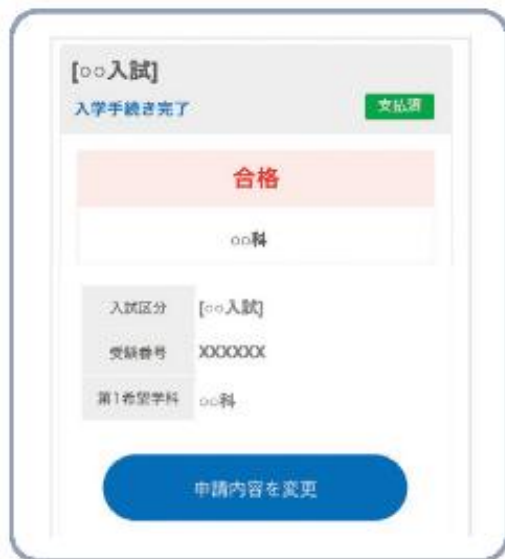 [○○入試]
入学手続き完了 支払済
合格
○○科
入試区分 [○○入試]
受験番号 XXXXXX
第1希望学科 ○○科
申請内容を変更